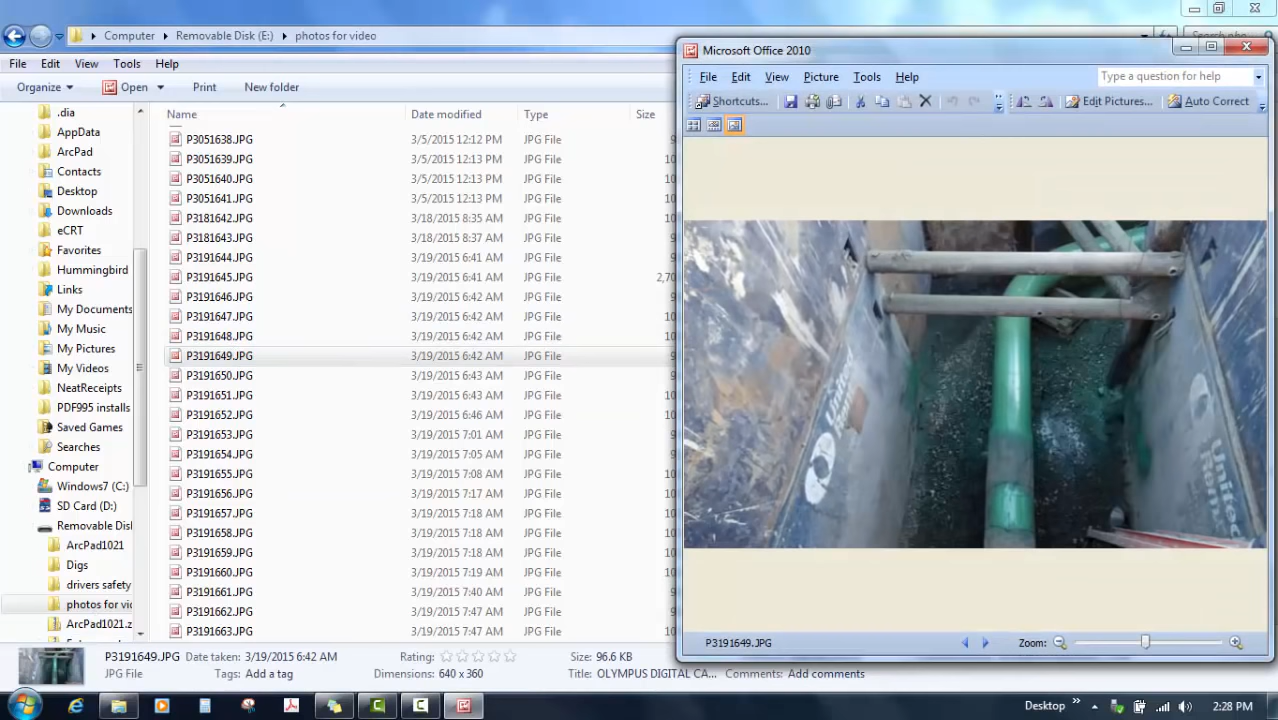 Computer Removable Disk (E:) photos for video
File Edit View Tools Help
Organize Open Print New folder
.dia
AppData
ArcPad
Contacts
Desktop
Downloads
eCRT
Favorites
Hummingbird
Links
My Documents
My Music
My Pictures
My Videos
NeatReceipts
PDF995 installs
Saved Games
Searches
Computer
Windows7 (C:)
SD Card (D:)
Removable Disk
ArcPad1021
Digs
drivers safety
photos for vid
ArcPad1021.z
Name Date modified Type Size
P3051638.JPG 3/5/2015 12:12 PM JPG File
P3051639.JPG 3/5/2015 12:13 PM JPG File
P3051640.JPG 3/5/2015 12:13 PM JPG File
P3051641.JPG 3/5/2015 12:13 PM JPG File
P3181642.JPG 3/18/2015 8:35 AM JPG File
P3181643.JPG 3/18/2015 8:37 AM JPG File
P3191644.JPG 3/19/2015 6:41 AM JPG File
P3191645.JPG 3/19/2015 6:41 AM JPG File 2,70
P3191646.JPG 3/19/2015 6:42 AM JPG File
P3191647.JPG 3/19/2015 6:42 AM JPG File
P3191648.JPG 3/19/2015 6:42 AM JPG File
P3191649.JPG 3/19/2015 6:42 AM JPG File
P3191650.JPG 3/19/2015 6:43 AM JPG File
P3191651.JPG 3/19/2015 6:43 AM JPG File
P3191652.JPG 3/19/2015 6:46 AM JPG File
P3191653.JPG 3/19/2015 7:01 AM JPG File
P3191654.JPG 3/19/2015 7:05 AM JPG File
P3191655.JPG 3/19/2015 7:08 AM JPG File
P3191656.JPG 3/19/2015 7:17 AM JPG File
P3191657.JPG 3/19/2015 7:18 AM JPG File
P3191658.JPG 3/19/2015 7:18 AM JPG File
P3191659.JPG 3/19/2015 7:18 AM JPG File
P3191660.JPG 3/19/2015 7:19 AM JPG File
P3191661.JPG 3/19/2015 7:40 AM JPG File
P3191662.JPG 3/19/2015 7:47 AM JPG File
P3191663.JPG 3/19/2015 7:47 AM JPG File
Microsoft Office 2010
File Edit View Picture Tools Help Type a question for help
Shortcuts... Edit Pictures... Auto Correct
P3191649.JPG Zoom:
P3191649.JPG Date taken: 3/19/2015 6:42 AM Rating: Size: 96.6 KB
JPG File Tags: Add a tag Dimensions: 640 x 360 Title: OLYMPUS DIGITAL CA... Comments: Add comments
Desktop 2:28 PM